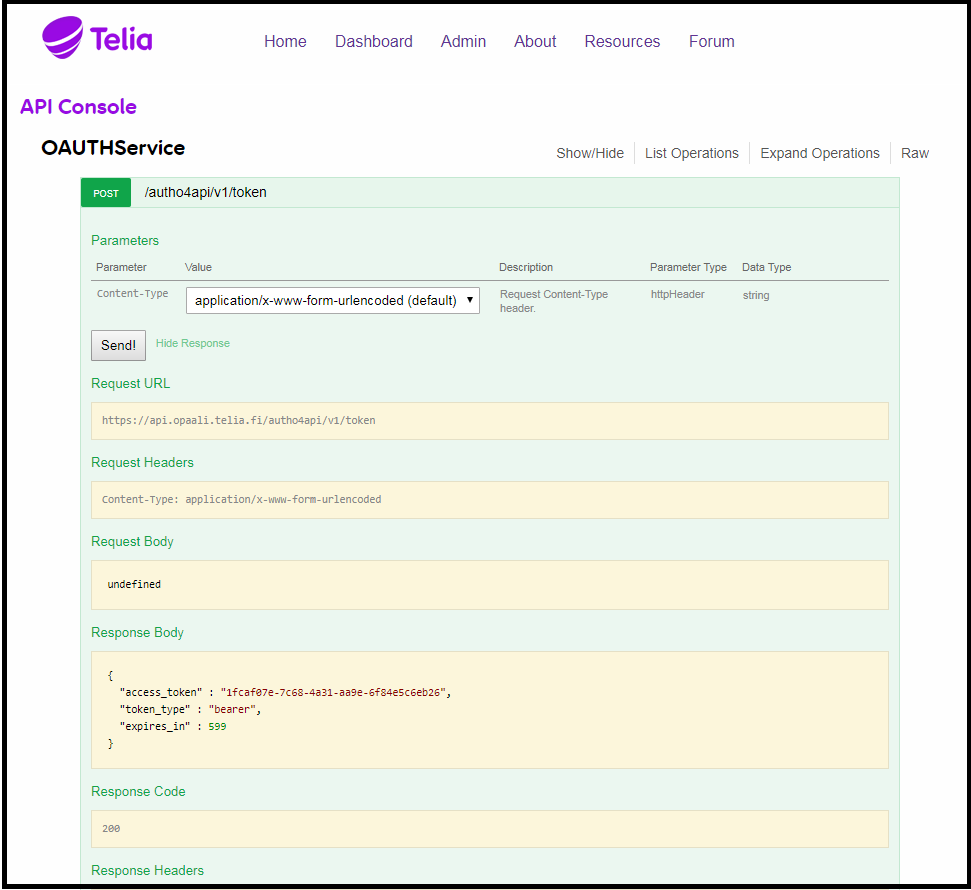 Telia
Home Dashboard Admin About Resources Forum
API Console
OAUTHService
Show/Hide List Operations Expand Operations Raw
POST /autho4api/v1/token
Parameters
Parameter Value Description Parameter Type Data Type
Content-Type application/x-www-form-urlencoded (default) Request Content-Type httpHeader string
header.
Send! Hide Response
Request URL
https://api.opaali.telia.fi/autho4api/v1/token
Request Headers
Content-Type: application/x-www-form-urlencoded
Request Body
undefined
Response Body
{
"access_token" : "1fcaf07e-7c68-4a31-aa9e-6f84e5c6eb26",
"token_type" : "bearer",
"expires_in" : 599
}
Response Code
200
Response Headers